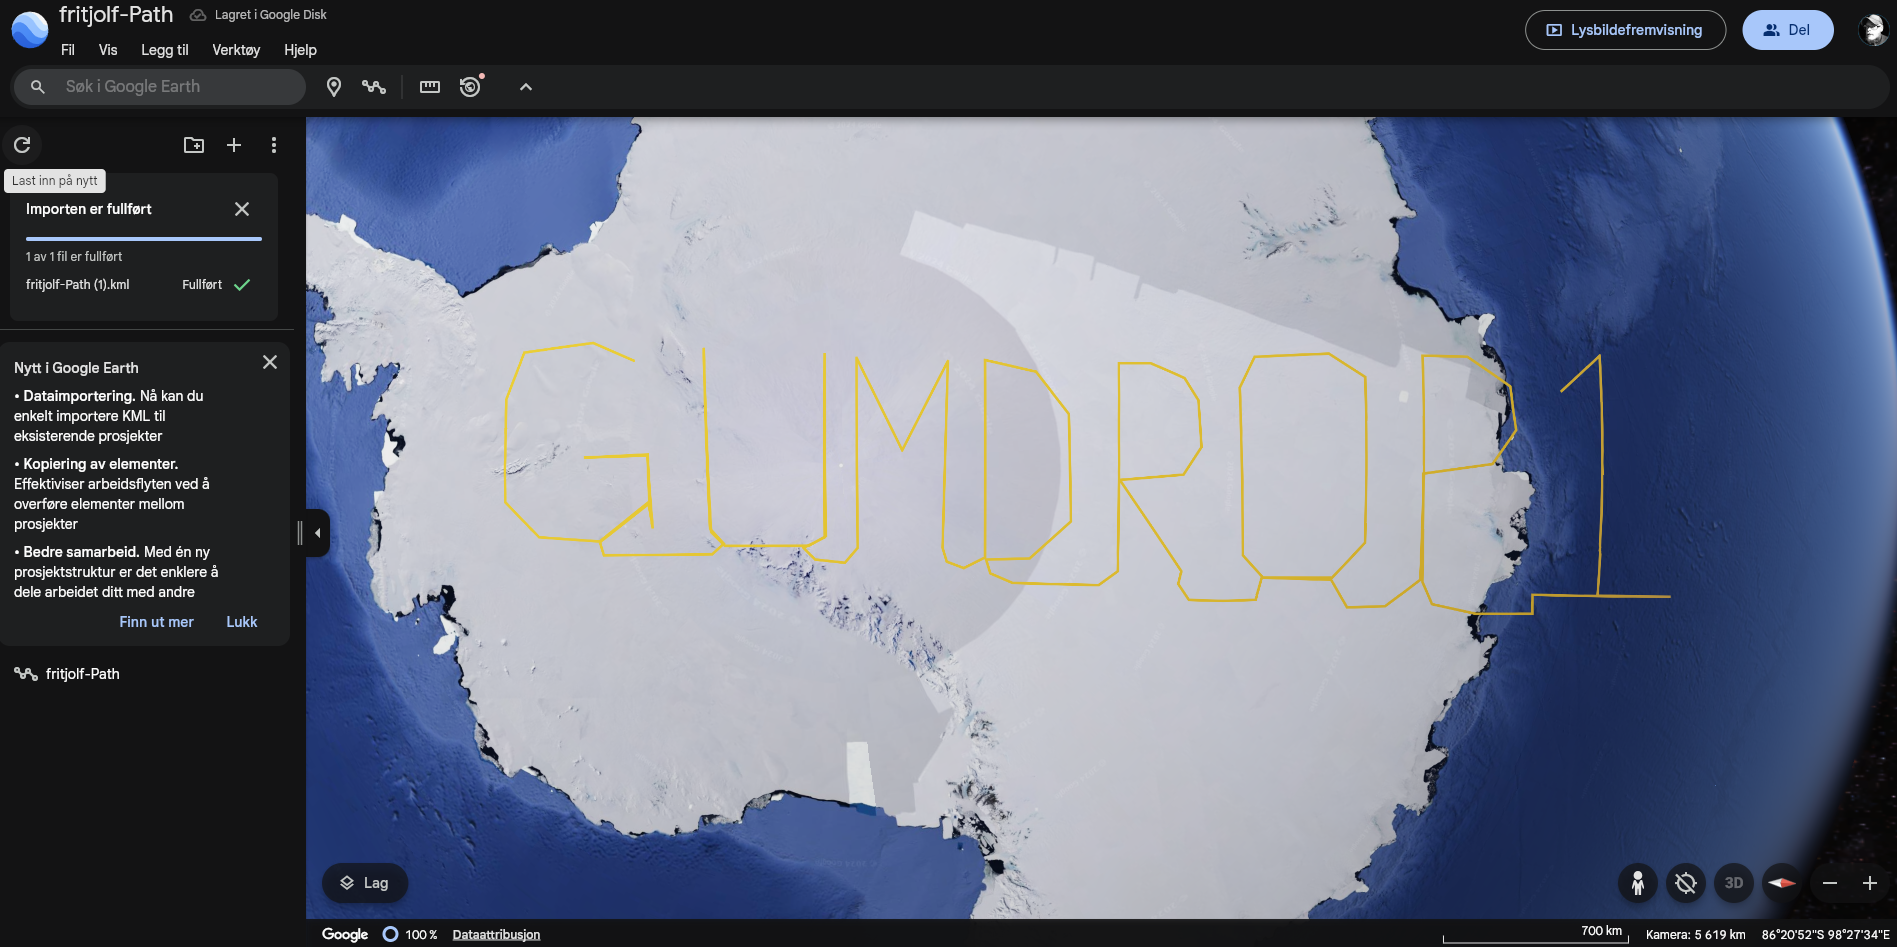 fritjolf-Path
Lagret i Google Disk
Fil Vis Legg til Verktøy Hjelp
Lysbildefremvisning
Del
Søk i Google Earth
Last inn på nytt
Importen er fullført
1 av 1 fil er fullført
fritjolf-Path (1).kml Fullført
Nytt i Google Earth
• Dataimportering. Nå kan du
enkelt importere KML til
eksisterende prosjekter
• Kopiering av elementer.
Effektiviser arbeidsflyten ved å
overføre elementer mellom
prosjekter
• Bedre samarbeid. Med én ny
prosjektstruktur er det enklere å
dele arbeidet ditt med andre
Finn ut mer Lukk
fritjolf-Path
GUMDROP1
Lag
3D
Google 100 % Dataattribusjon
700 km Kamera: 5 619 km 86°20'52"S 98°27'34"E